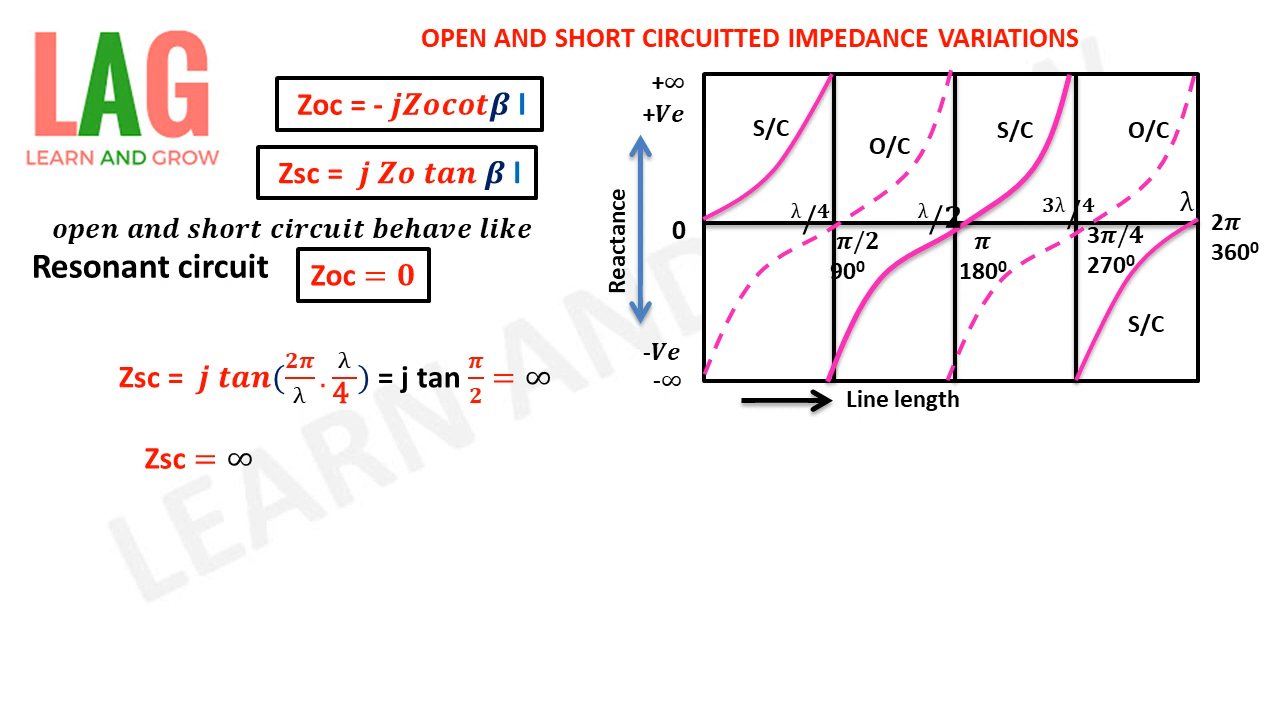 LAG
LEARN AND GROW
OPEN AND SHORT CIRCUITTED IMPEDANCE VARIATIONS
Zoc = - jZocotβ l
Zsc = j Zo tan β l
open and short circuit behave like
Resonant circuit
Zoc = 0
Zsc = j tan(2π/λ . λ/4) = j tan π/2 = ∞
Zsc = ∞
+∞
+Ve
Reactance
0
-Ve
-∞
S/C
O/C
S/C
O/C
λ/4
λ/2
3λ/4
λ
π/2
90⁰
π
180⁰
3π/4
270⁰
2π
360⁰
S/C
Line length
LEARN AND GROW